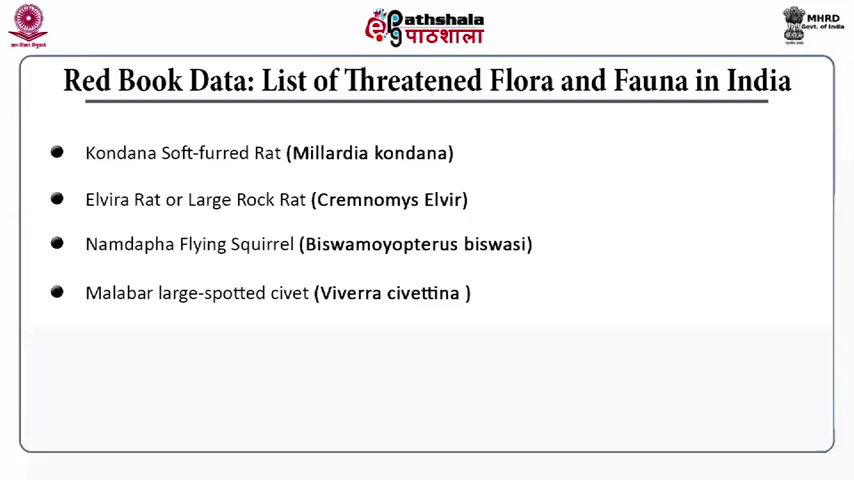 ePathshala
पाठशाला
MHRD
Govt. of India
Red Book Data: List of Threatened Flora and Fauna in India
Kondana Soft-furred Rat (Millardia kondana)
Elvira Rat or Large Rock Rat (Cremnomys Elvir)
Namdapha Flying Squirrel (Biswamoyopterus biswasi)
Malabar large-spotted civet (Viverra civettina )